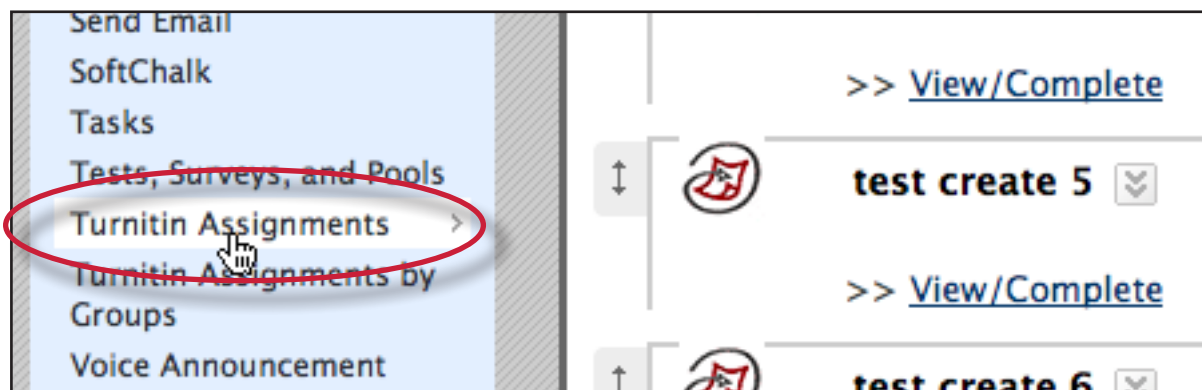 Send Email
SoftChalk
Tasks
Tests, Surveys, and Pools
Turnitin Assignments
Turnitin Assignments by
Groups
Voice Announcement
>> View/Complete
test create 5
>> View/Complete
test create 6